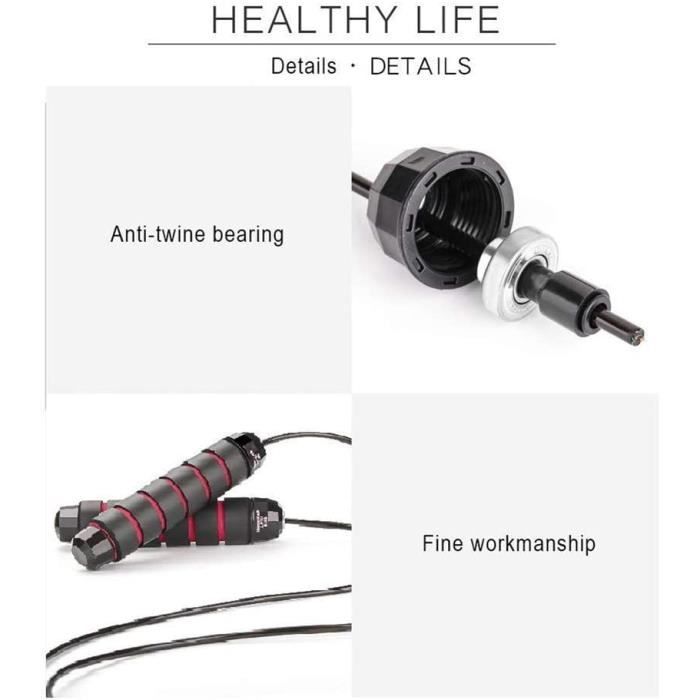 HEALTHY LIFE
Details · DETAILS
Anti-twine bearing
Fine workmanship